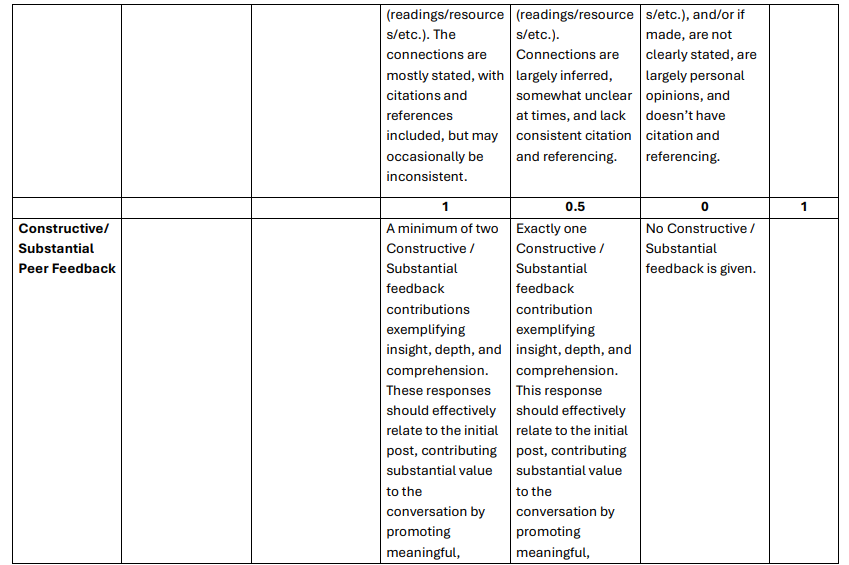 (readings/resource
s/etc.). The
connections are
mostly stated, with
citations and
references
included, but may
occasionally be
inconsistent.
(readings/resource
s/etc.).
Connections are
largely inferred,
somewhat unclear
at times, and lack
consistent citation
and referencing.
s/etc.), and/or if
made, are not
clearly stated, are
largely personal
opinions, and
doesn’t have
citation and
referencing.
1
0.5
0
1
Constructive/
Substantial
Peer Feedback
A minimum of two
Constructive /
Substantial
feedback
contributions
exemplifying
insight, depth, and
comprehension.
These responses
should effectively
relate to the initial
post, contributing
substantial value
to the
conversation by
promoting
meaningful,
Exactly one
Constructive /
Substantial
feedback
contribution
exemplifying
insight, depth, and
comprehension.
This response
should effectively
relate to the initial
post, contributing
substantial value
to the
conversation by
promoting
meaningful,
No Constructive /
Substantial
feedback is given.